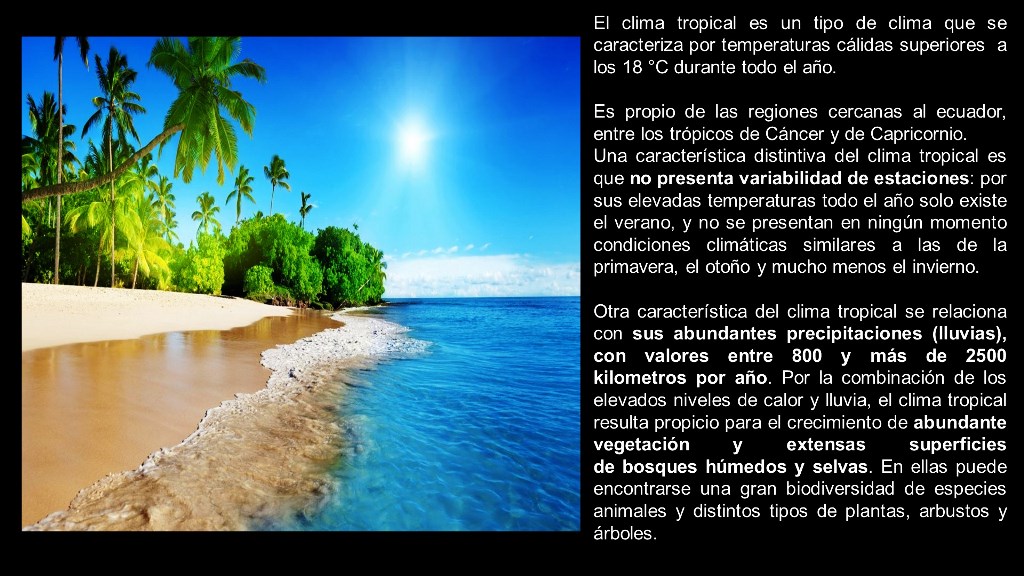 El clima tropical es un tipo de clima que se
caracteriza por temperaturas cálidas superiores a
los 18 °C durante todo el año.
Es propio de las regiones cercanas al ecuador,
entre los trópicos de Cáncer y de Capricornio.
Una característica distintiva del clima tropical es
que no presenta variabilidad de estaciones: por
sus elevadas temperaturas todo el año solo existe
el verano, y no se presentan en ningún momento
condiciones climáticas similares a las de la
primavera, el otoño y mucho menos el invierno.
Otra característica del clima tropical se relaciona
con sus abundantes precipitaciones (lluvias),
con valores entre 800 y más de 2500
kilometros por año. Por la combinación de los
elevados niveles de calor y lluvia, el clima tropical
resulta propicio para el crecimiento de abundante
vegetación y extensas superficies
de bosques húmedos y selvas. En ellas puede
encontrarse una gran biodiversidad de especies
animales y distintos tipos de plantas, arbustos y
árboles.